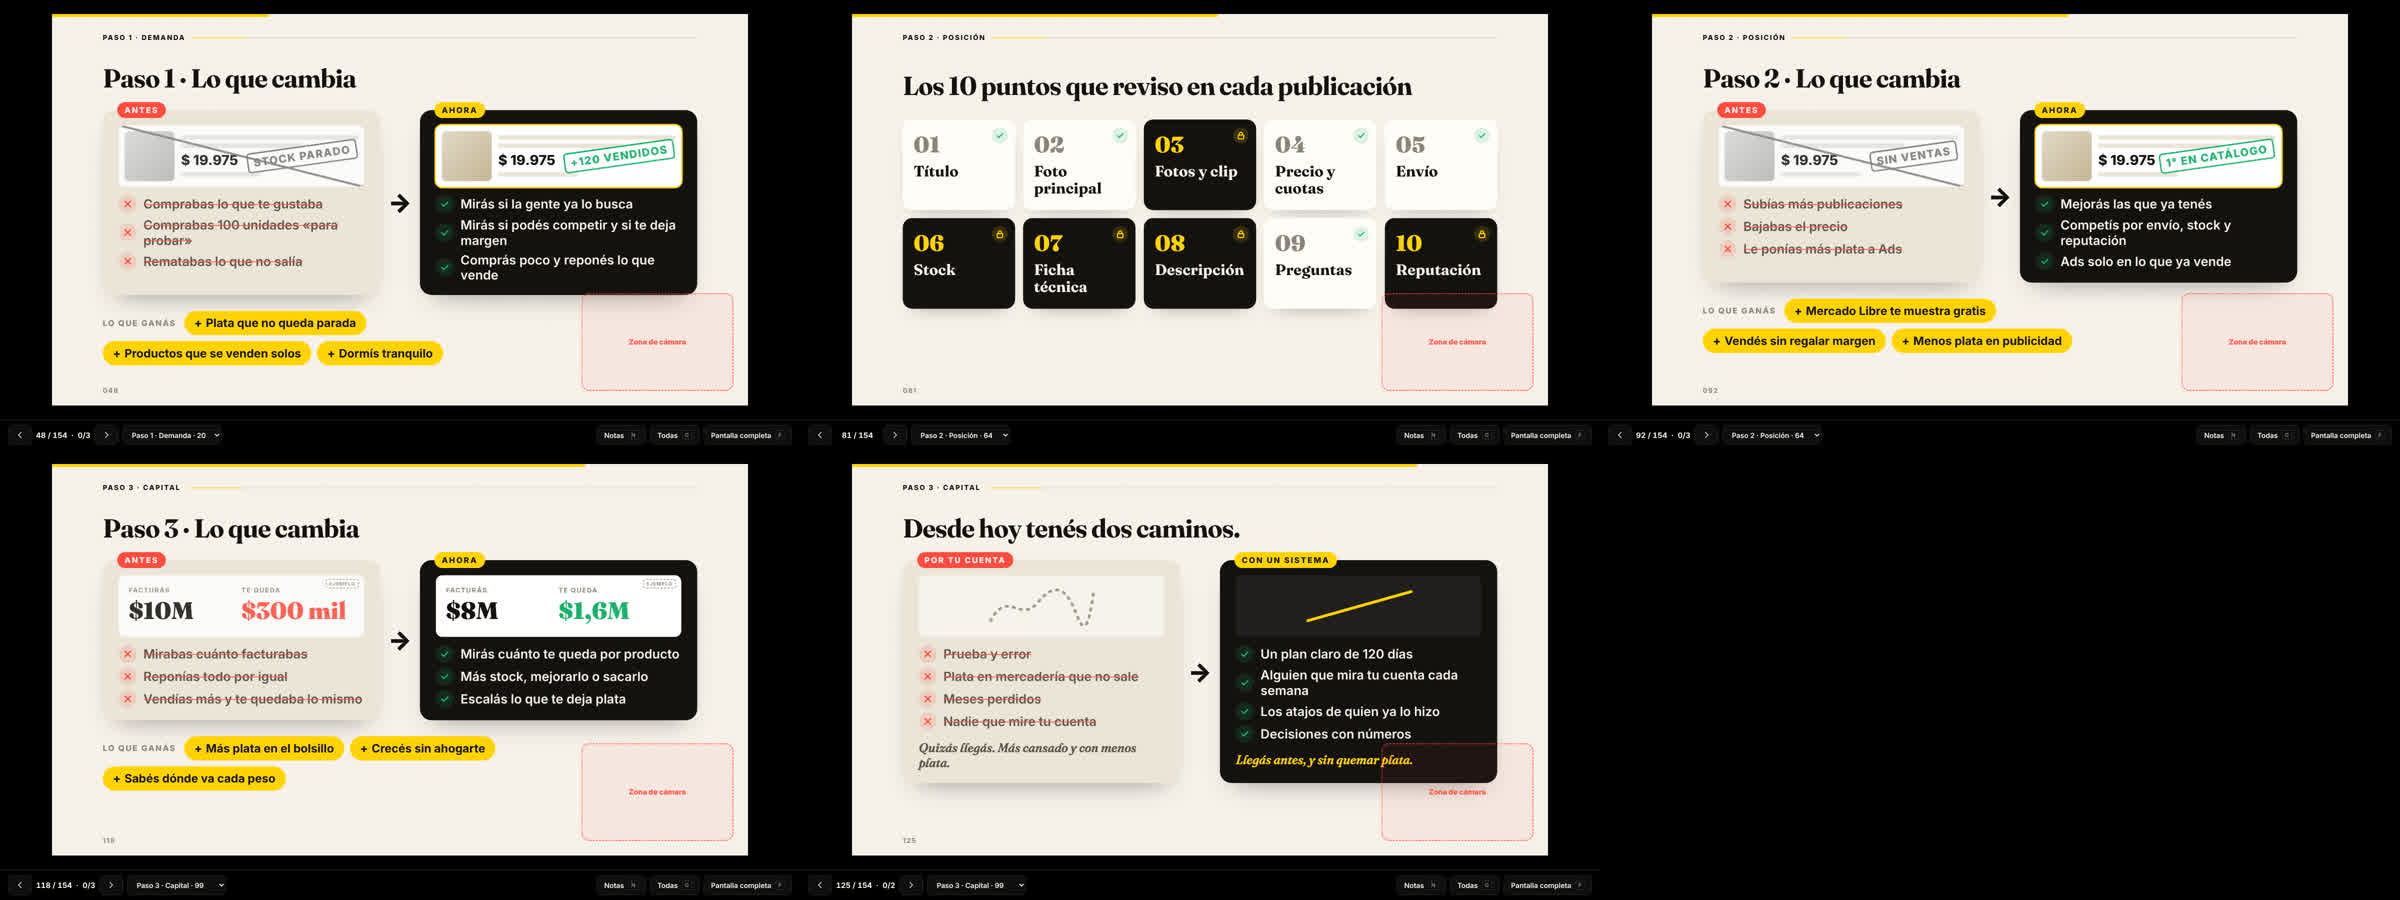 PASO 1 · DEMANDA
Paso 1 · Lo que cambia
ANTES
$ 19.975
STOCK PARADO
Comprabas lo que te gustaba
Comprabas 100 unidades «para
probar»
Rematabas lo que no salía
AHORA
$ 19.975
+120 VENDIDOS
Mirás si la gente ya lo busca
Mirás si podés competir y si te deja
margen
Comprás poco y reponés lo que
vende
LO QUE GANÁS
+ Plata que no queda parada
+ Productos que se venden solos
+ Dormís tranquilo
Zona de cámara
048
48 / 154 · 0/3
Paso 1 · Demanda · 20
Notas N
Todas G
Pantalla completa F
PASO 2 · POSICIÓN
Los 10 puntos que reviso en cada publicación
01
Título
02
Foto
principal
03
Fotos y clip
04
Precio y
cuotas
05
Envío
06
Stock
07
Ficha
técnica
08
Descripción
09
Preguntas
10
Reputación
Zona de cámara
081
81 / 154
Paso 2 · Posición · 64
Notas N
Todas G
Pantalla completa F
PASO 2 · POSICIÓN
Paso 2 · Lo que cambia
ANTES
$ 19.975
SIN VENTAS
Subías más publicaciones
Bajabas el precio
Le ponías más plata a Ads
AHORA
$ 19.975
1° EN CATÁLOGO
Mejorás las que ya tenés
Competís por envío, stock y
reputación
Ads solo en lo que ya vende
LO QUE GANÁS
+ Mercado Libre te muestra gratis
+ Vendés sin regalar margen
+ Menos plata en publicidad
Zona de cámara
092
92 / 154 · 0/3
Paso 2 · Posición · 64
Notas N
Todas G
Pantalla completa F
PASO 3 · CAPITAL
Paso 3 · Lo que cambia
ANTES
EJEMPLO
FACTURÁS
$10M
TE QUEDA
$300 mil
Mirabas cuánto facturabas
Reponías todo por igual
Vendías más y te quedaba lo mismo
AHORA
EJEMPLO
FACTURÁS
$8M
TE QUEDA
$1,6M
Mirás cuánto te queda por producto
Más stock, mejorarlo o sacarlo
Escalás lo que te deja plata
LO QUE GANÁS
+ Más plata en el bolsillo
+ Crecés sin ahogarte
+ Sabés dónde va cada peso
Zona de cámara
118
118 / 154 · 0/3
Paso 3 · Capital · 99
Notas N
Todas G
Pantalla completa F
PASO 3 · CAPITAL
Desde hoy tenés dos caminos.
POR TU CUENTA
Prueba y error
Plata en mercadería que no sale
Meses perdidos
Nadie que mire tu cuenta
Quizás llegás. Más cansado y con menos
plata.
CON UN SISTEMA
Un plan claro de 120 días
Alguien que mira tu cuenta cada
semana
Los atajos de quien ya lo hizo
Decisiones con números
Llegás antes, y sin quemar plata.
Zona de cámara
125
125 / 154 · 0/2
Paso 3 · Capital · 99
Notas N
Todas G
Pantalla completa F